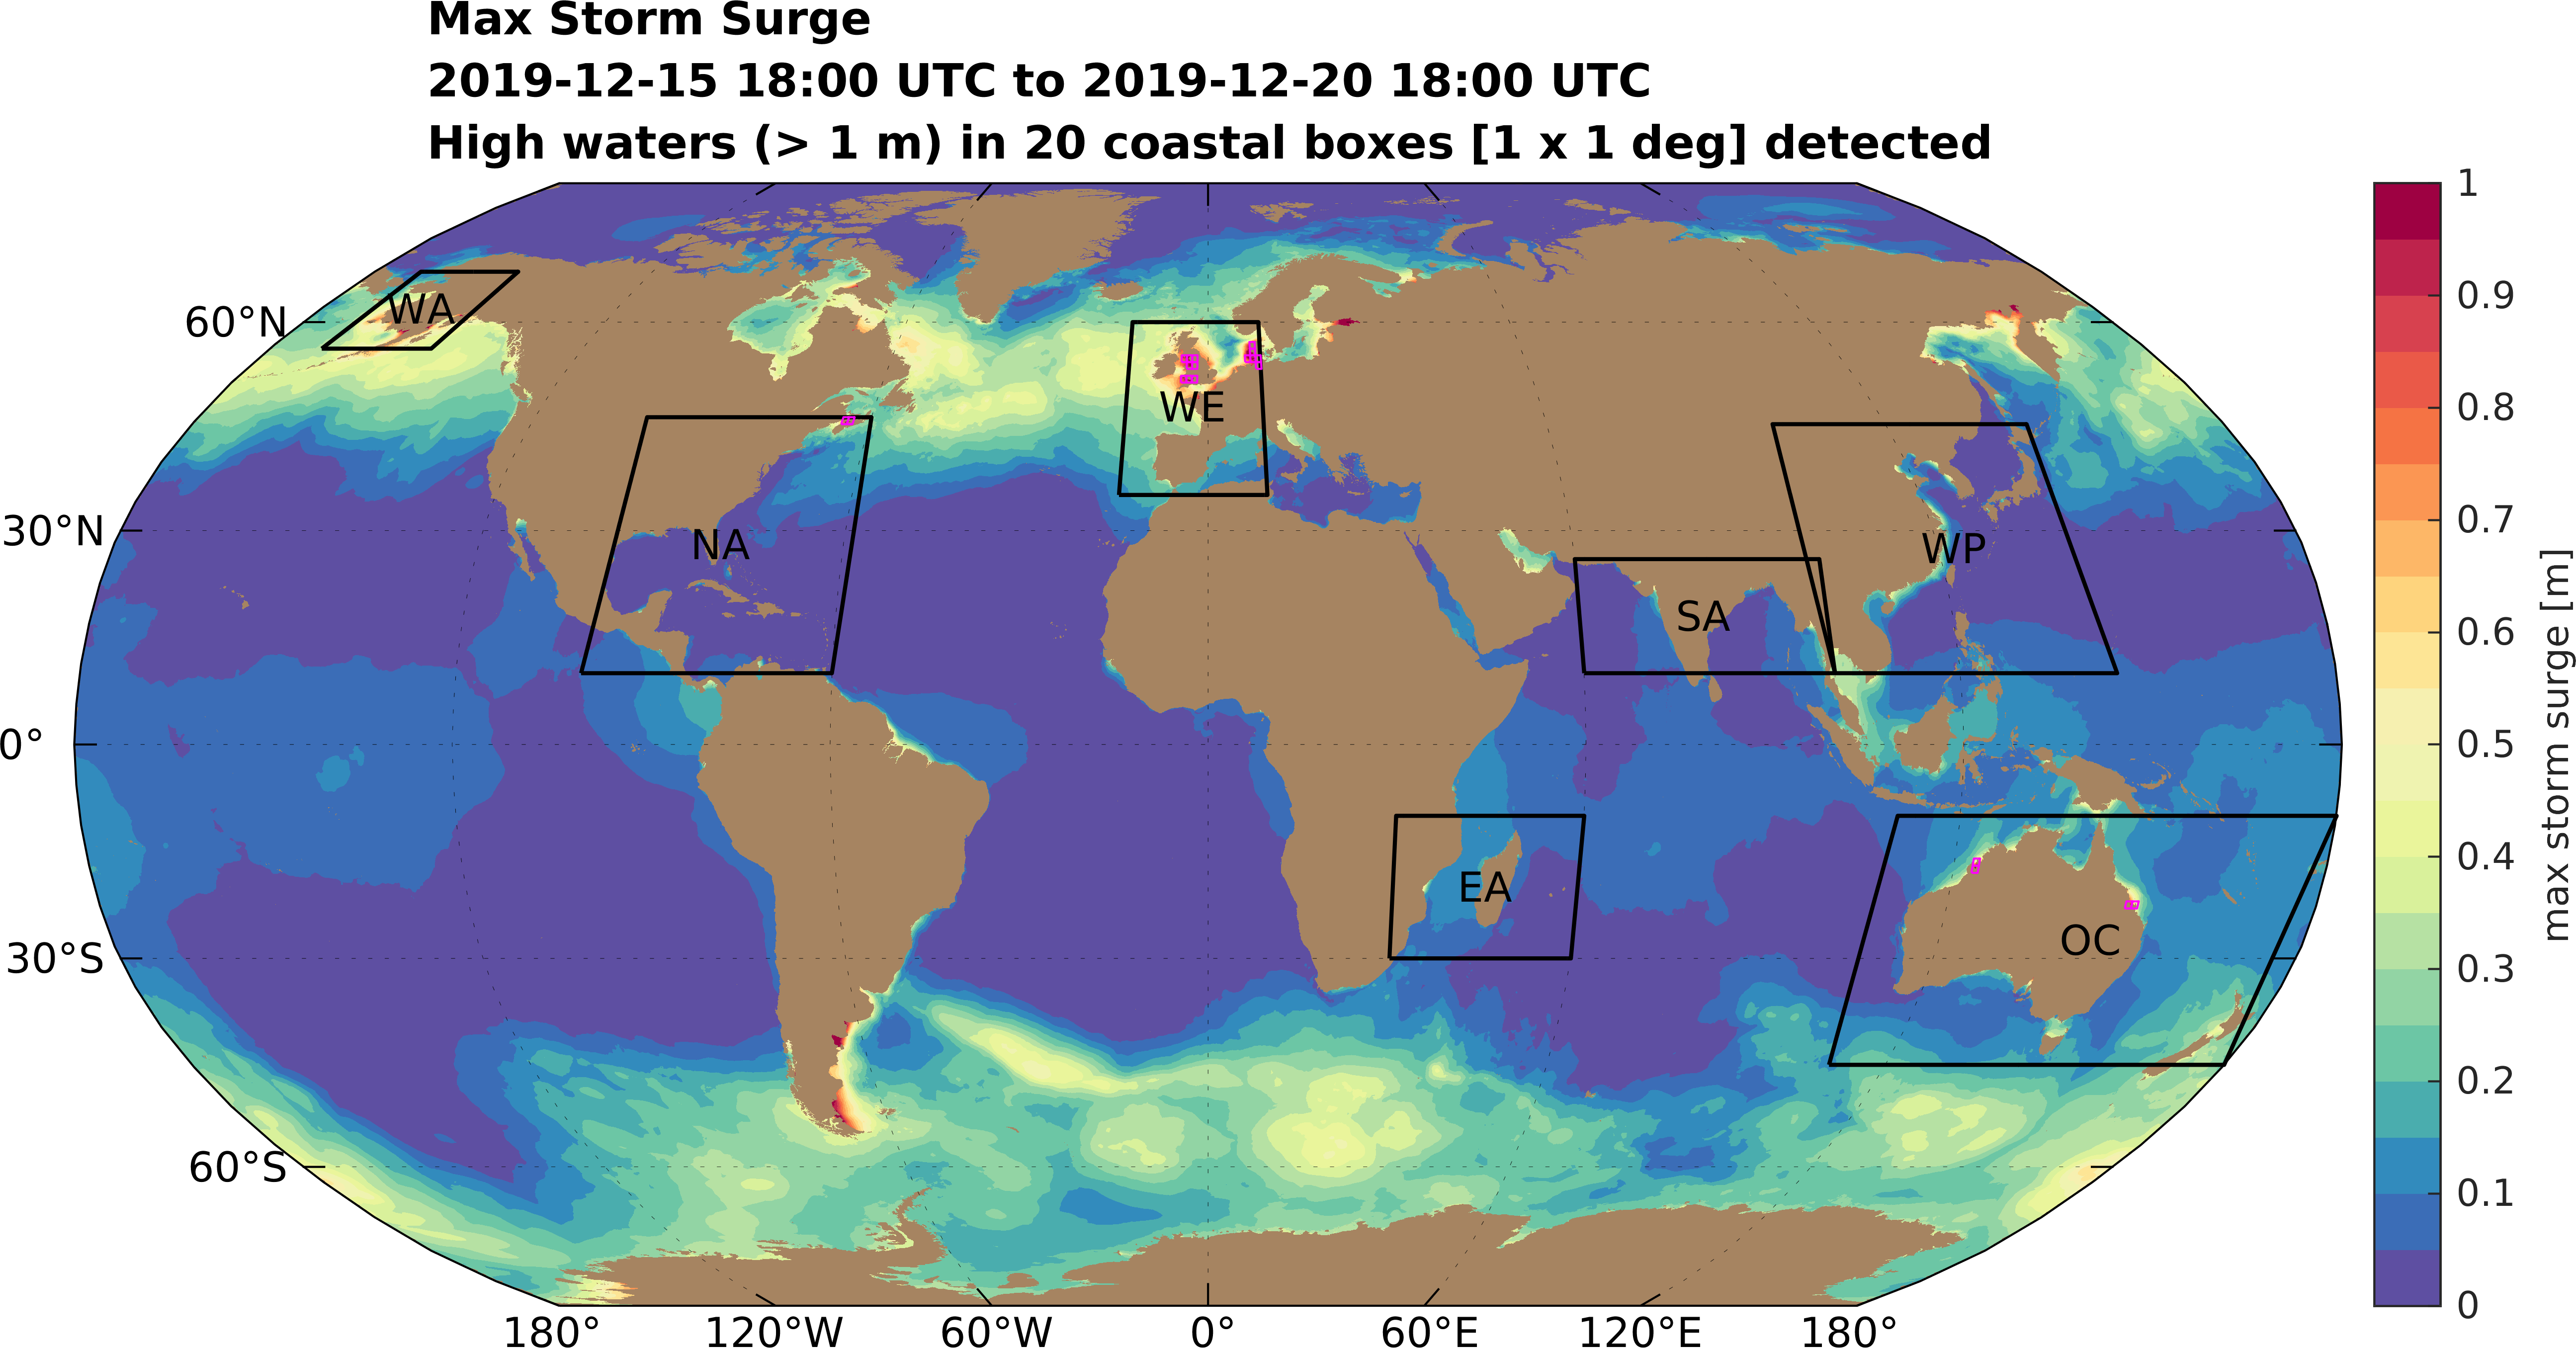 Max Storm Surge
2019-12-15 18:00 UTC to 2019-12-20 18:00 UTC
High waters (> 1 m) in 20 coastal boxes [1 x 1 deg] detected
60°N
30°N
0°
30°S
60°S
WA
NA
WE
SA
WP
EA
OC
180°
120°W
60°W
0°
60°E
120°E
180°
1
0.9
0.8
0.7
0.6
0.5
0.4
0.3
0.2
0.1
0
max storm surge [m]